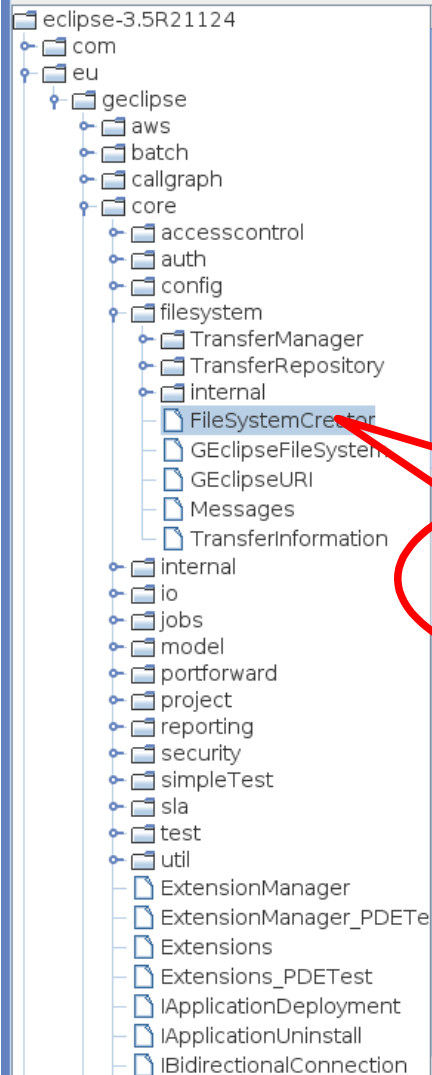 eclipse-3.5R21124
com
eu
geclipse
aws
batch
callgraph
core
accesscontrol
auth
config
filesystem
TransferManager
TransferRepository
internal
FileSystemCreator
GEclipseFileSystem
GEclipseURI
Messages
TransferInformation
internal
io
jobs
model
portforward
project
reporting
security
simpleTest
sla
test
util
ExtensionManager
ExtensionManager_PDETe
Extensions
Extensions_PDETest
IApplicationDeployment
IApplicationUninstall
IBidirectionalConnection